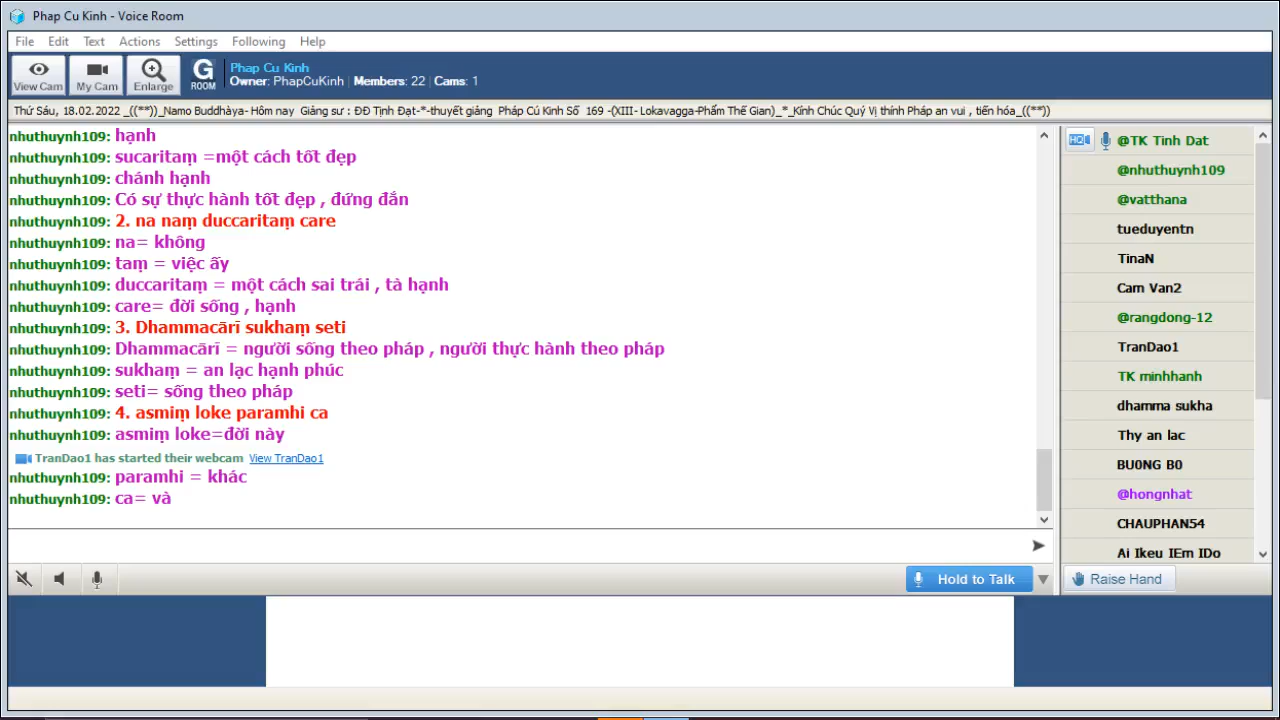 Phap Cu Kinh - Voice Room
File Edit Text Actions Settings Following Help
View Cam My Cam Enlarge G ROOM
Phap Cu Kinh
Owner: PhapCuKinh Members: 22 Cams: 1
Thứ Sáu, 18.02.2022 _((**))_Namo Buddhàya- Hôm nay Giảng sư : ĐĐ Tịnh Đạt-*-thuyết giảng Pháp Cú Kinh Số 169 -(XIII- Lokavagga-Phẩm Thế Gian)_*_Kính Chúc Quý Vị thính Pháp an vui , tiến hóa_((**))
nhuthuynh109: hạnh
nhuthuynh109: sucaritaṃ =một cách tốt đẹp
nhuthuynh109: chánh hạnh
nhuthuynh109: Có sự thực hành tốt đẹp , đứng đắn
nhuthuynh109: 2. na naṃ duccaritaṃ care
nhuthuynh109: na= không
nhuthuynh109: taṃ = việc ấy
nhuthuynh109: duccaritaṃ = một cách sai trái , tà hạnh
nhuthuynh109: care= đời sống , hạnh
nhuthuynh109: 3. Dhammacārī sukhaṃ seti
nhuthuynh109: Dhammacārī = người sống theo pháp , người thực hành theo pháp
nhuthuynh109: sukhaṃ = an lạc hạnh phúc
nhuthuynh109: seti= sống theo pháp
nhuthuynh109: 4. asmiṃ loke paramhi ca
nhuthuynh109: asmiṃ loke=đời này
TranDao1 has started their webcam View TranDao1
nhuthuynh109: paramhi = khác
nhuthuynh109: ca= và
HQ @TK Tinh Dat
@nhuthuynh109
@vatthana
tueduyentn
TinaN
Cam Van2
@rangdong-12
TranDao1
TK minhhanh
dhamma sukha
Thy an lac
BU0NG B0
@hongnhat
CHAUPHAN54
Ai Ikeu IEm IDo
Hold to Talk
Raise Hand